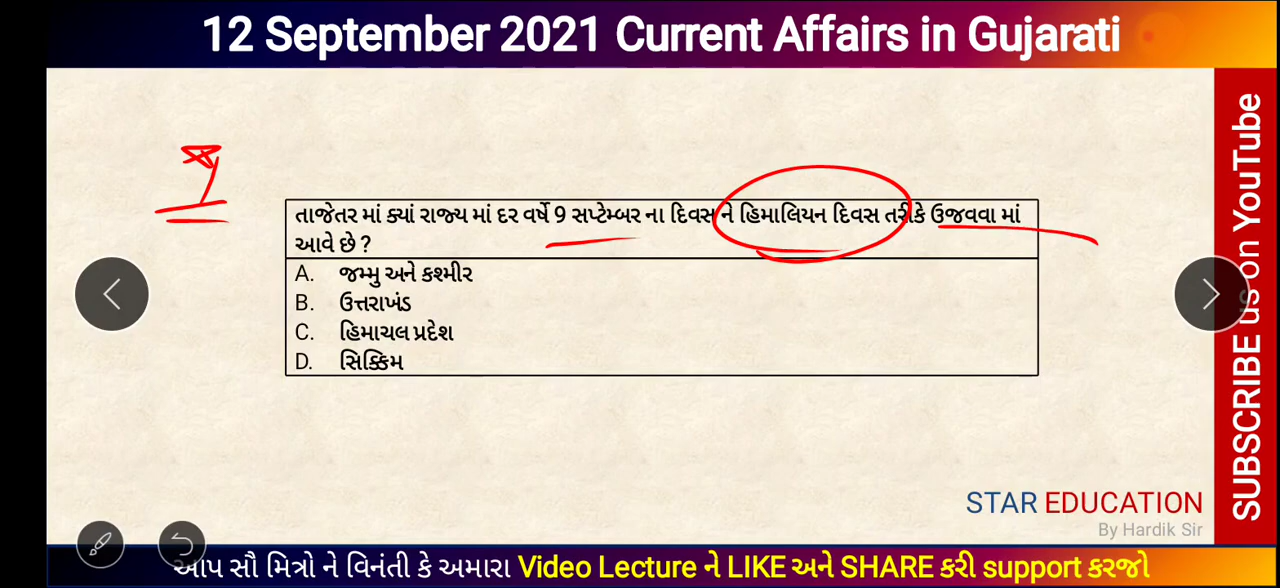 12 September 2021 Current Affairs in Gujarati
તાજેતર માં ક્યાં રાજ્ય માં દર વર્ષે 9 સપ્ટેમ્બર ના દિવસ ને હિમાલિયન દિવસ તરીકે ઉજવવા માં
આવે છે ?
A. જમ્મુ અને કશ્મીર
B. ઉત્તરાખંડ
C. હિમાચલ પ્રદેશ
D. સિક્કિમ
STAR EDUCATION
By Hardik Sir
SUBSCRIBE us on YouTube
આપ સૌ મિત્રો ને વિનંતી કે અમારા Video Lecture ને LIKE અને SHARE કરી support કરજો